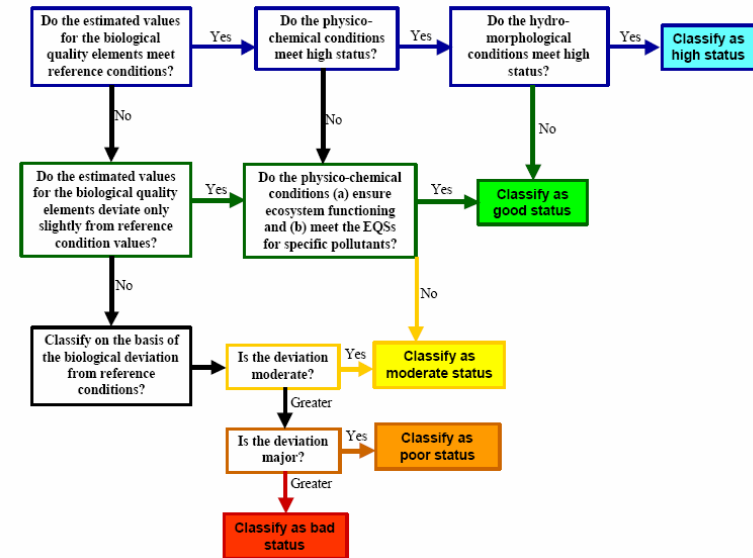 Do the estimated values
for the biological
quality elements meet
reference conditions?
Yes
Do the physico-
chemical conditions
meet high status?
Yes
Do the hydro-
morphological
conditions meet high
status?
Yes
Classify as
high status
No
No
No
Do the estimated values
for the biological quality
elements deviate only
slightly from reference
condition values?
Yes
Do the physico-chemical
conditions (a) ensure
ecosystem functioning
and (b) meet the EQSs
for specific pollutants?
Yes
Classify as
good status
No
No
Classify on the basis of
the biological deviation
from reference
conditions?
Is the deviation
moderate?
Yes
Classify as
moderate status
Greater
Is the deviation
major?
Yes
Classify as
poor status
Greater
Classify as bad
status